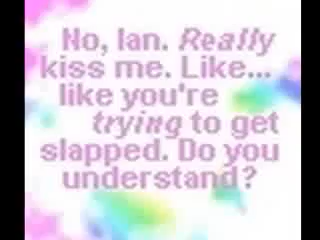 No, Ian. Really
kiss me. Like...
like you're
trying to get
slapped. Do you
understand?